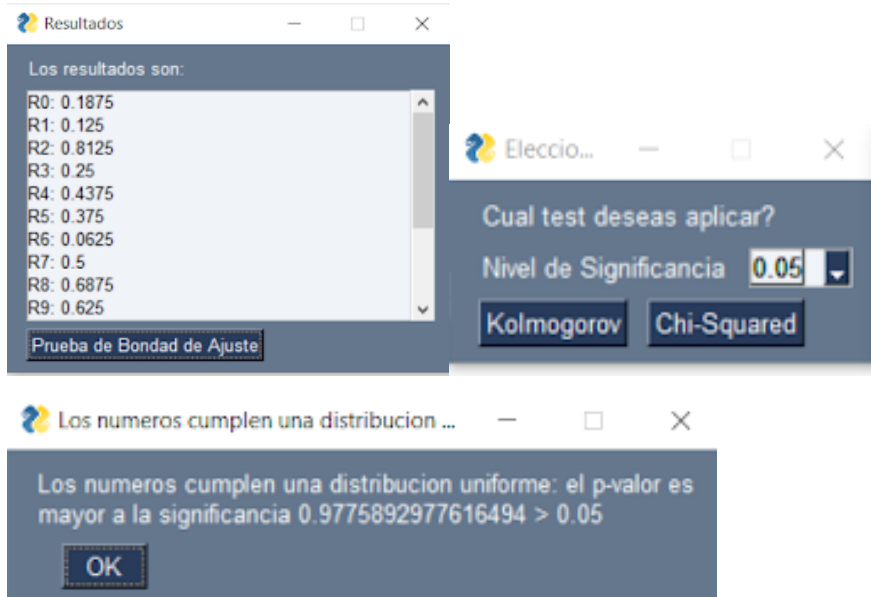 Resultados
Los resultados son:
R0: 0.1875
R1: 0.125
R2: 0.8125
R3: 0.25
R4: 0.4375
R5: 0.375
R6: 0.0625
R7: 0.5
R8: 0.6875
R9: 0.625
Prueba de Bondad de Ajuste
Eleccio...
Cual test deseas aplicar?
Nivel de Significancia 0.05
Kolmogorov Chi-Squared
Los numeros cumplen una distribucion ...
Los numeros cumplen una distribucion uniforme: el p-valor es
mayor a la significancia 0.9775892977616494 > 0.05
OK